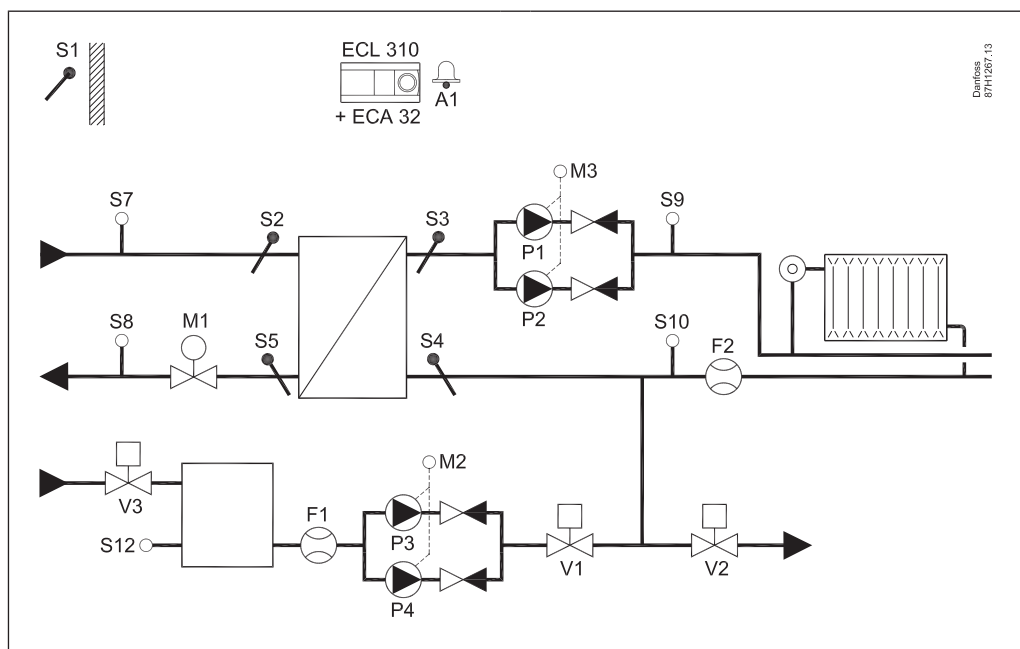 S1
ECL 310
A1
+ ECA 32
Danfoss
87H1267.13
M3
S7
S2
S3
S9
P1
P2
S8
M1
S5
S4
S10
F2
M2
V3
F1
P3
S12
V1
V2
P4